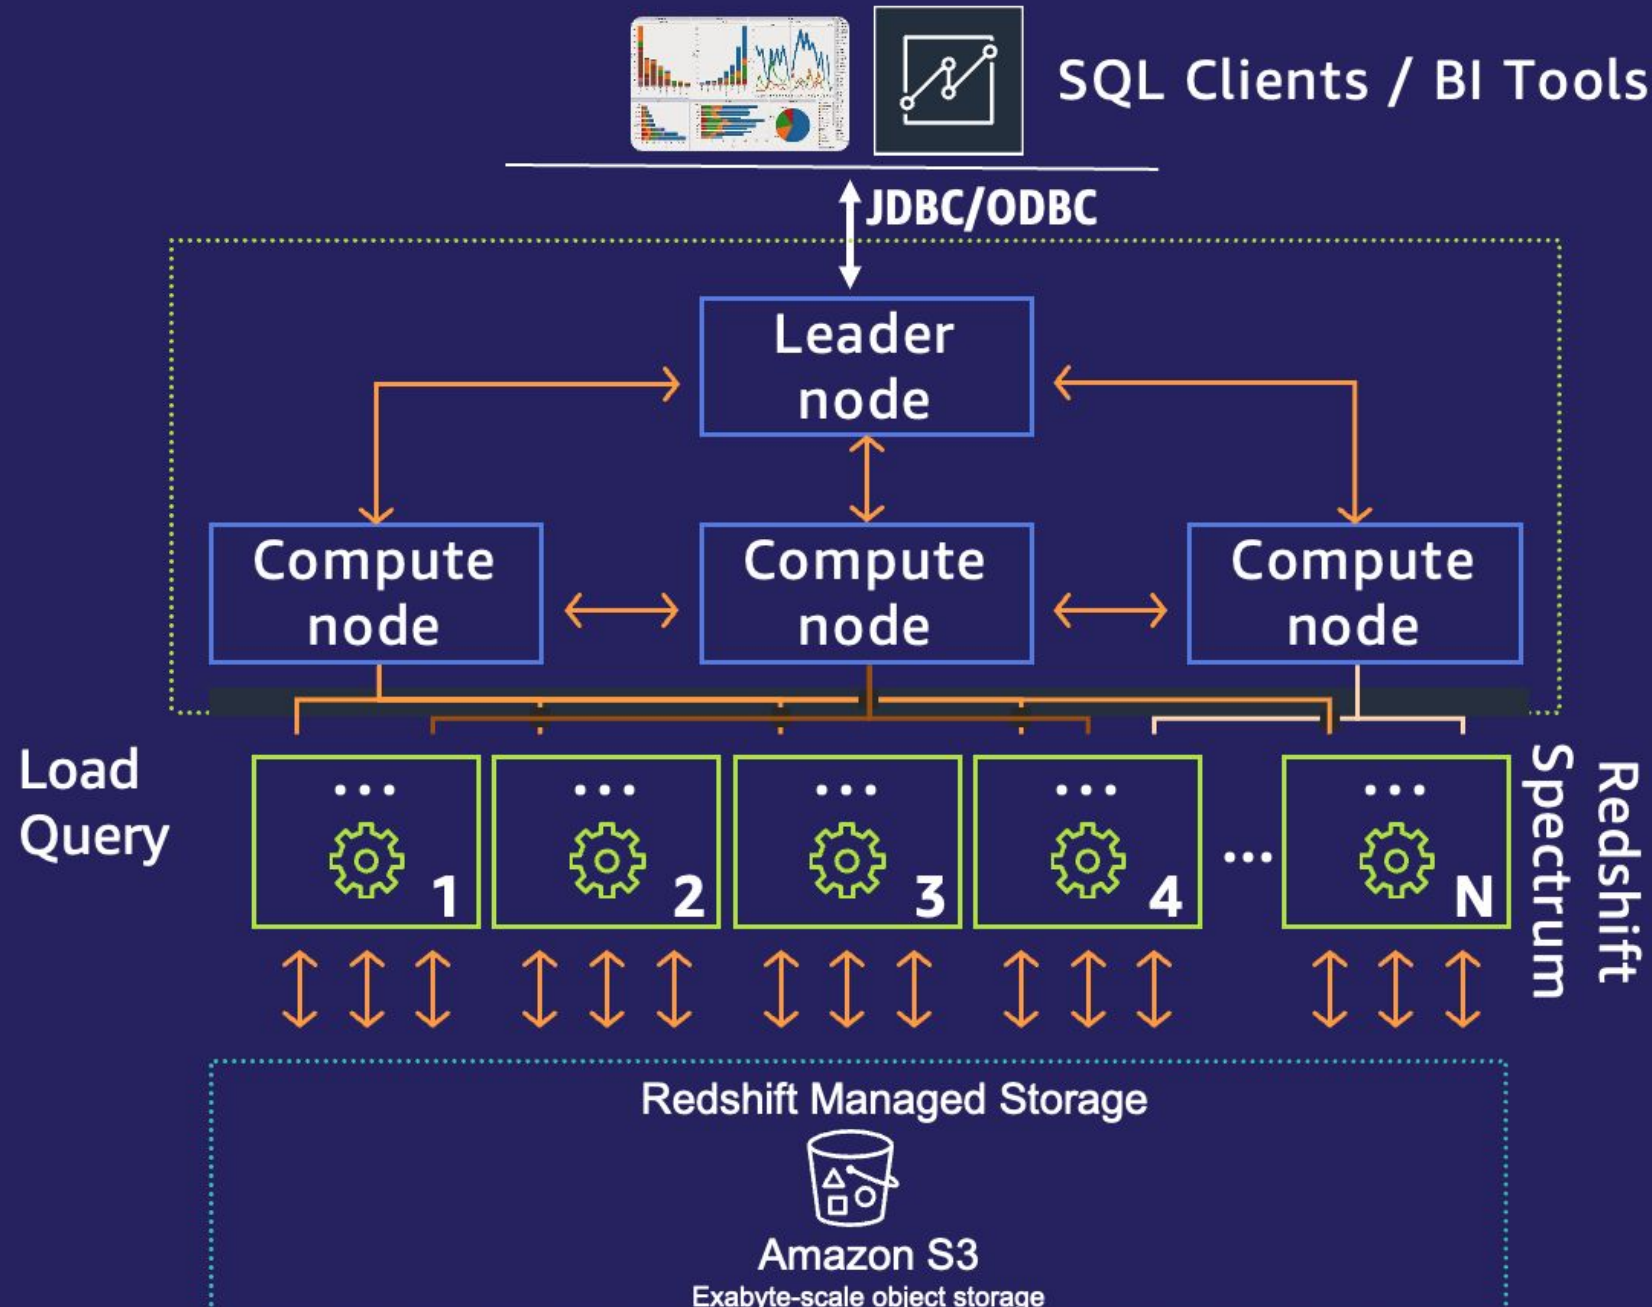 SQL Clients / BI Tools
JDBC/ODBC
Leader
node
Compute
node
Compute
node
Compute
node
Load
Query
...
1
...
2
...
3
...
4
...
...
N
Redshift
Spectrum
Redshift Managed Storage
Amazon S3
Exabyte-scale object storage